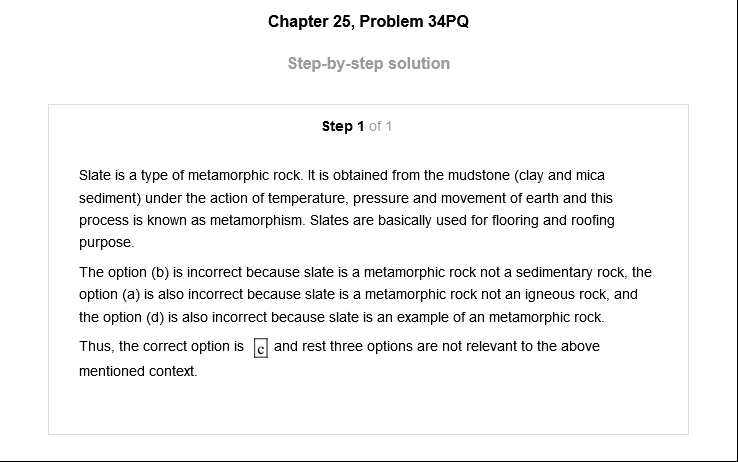 Chapter 25, Problem 34PQ
Step-by-step solution
Step 1 of 1
Slate is a type of metamorphic rock. It is obtained from the mudstone (clay and mica
sediment) under the action of temperature, pressure and movement of earth and this
process is known as metamorphism. Slates are basically used for flooring and roofing
purpose.
The option (b) is incorrect because slate is a metamorphic rock not a sedimentary rock, the
option (a) is also incorrect because slate is a metamorphic rock not an igneous rock, and
the option (d) is also incorrect because slate is an example of an metamorphic rock.
Thus, the correct option is c and rest three options are not relevant to the above
mentioned context.